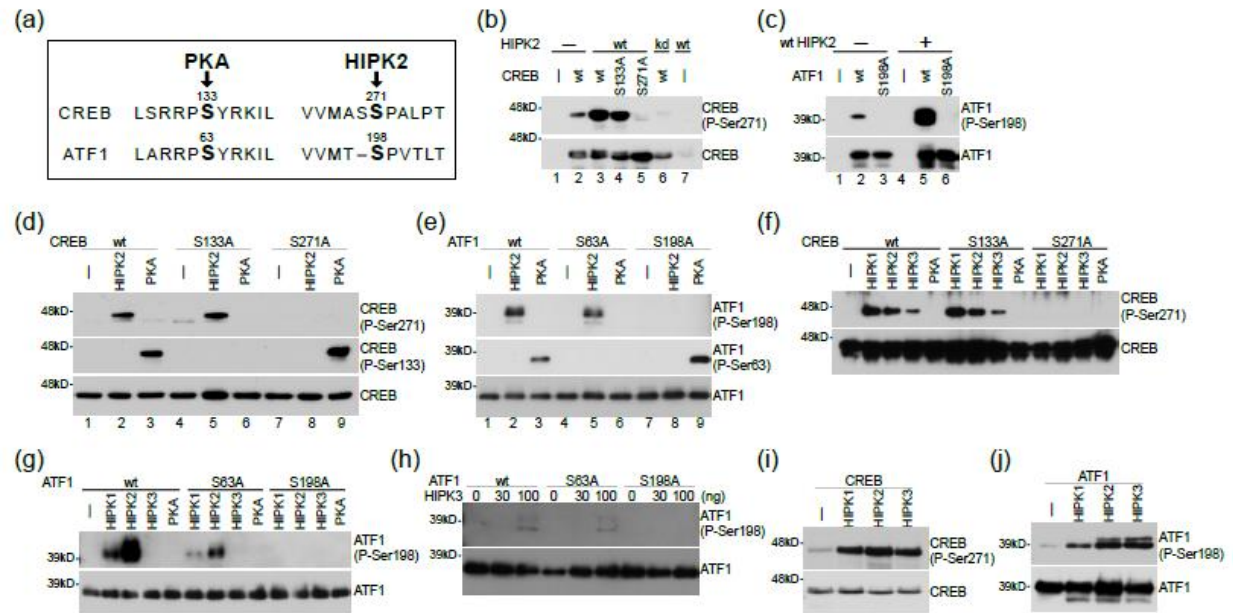 (a)
PKA HIPK2
133 271
CREB LSRRPSYRKIL VVMASSPALPT
63 198
ATF1 LARRPSYRKIL VVMT–SPVTLT
(b)
HIPK2 — wt kd wt
CREB — wt wt S133A S271A wt —
48kD- CREB
(P-Ser271)
48kD- CREB
1 2 3 4 5 6 7
(c)
wt HIPK2 — +
ATF1 — wt S198A — wt S198A
39kD- ATF1
(P-Ser198)
39kD- ATF1
1 2 3 4 5 6
(d)
CREB wt S133A S271A
— HIPK2 PKA — HIPK2 PKA — HIPK2 PKA
48kD- CREB
(P-Ser271)
48kD- CREB
(P-Ser133)
48kD- CREB
1 2 3 4 5 6 7 8 9
(e)
ATF1 wt S63A S198A
— HIPK2 PKA — HIPK2 PKA — HIPK2 PKA
39kD- ATF1
(P-Ser198)
39kD- ATF1
(P-Ser63)
39kD- ATF1
1 2 3 4 5 6 7 8 9
(f)
CREB wt S133A S271A
— HIPK1 HIPK2 HIPK3 PKA HIPK1 HIPK2 HIPK3 PKA HIPK1 HIPK2 HIPK3 PKA
48kD- CREB
(P-Ser271)
48kD- CREB
(g)
ATF1 wt S63A S198A
— HIPK1 HIPK2 HIPK3 PKA HIPK1 HIPK2 HIPK3 PKA HIPK1 HIPK2 HIPK3 PKA
39kD- ATF1
(P-Ser198)
39kD- ATF1
(h)
ATF1 wt S63A S198A
HIPK3 0 30 100 0 30 100 0 30 100 (ng)
39kD- ATF1
(P-Ser198)
39kD- ATF1
(i)
CREB
— HIPK1 HIPK2 HIPK3
48kD- CREB
(P-Ser271)
48kD- CREB
(j)
ATF1
— HIPK1 HIPK2 HIPK3
39kD- ATF1
(P-Ser198)
39kD- ATF1